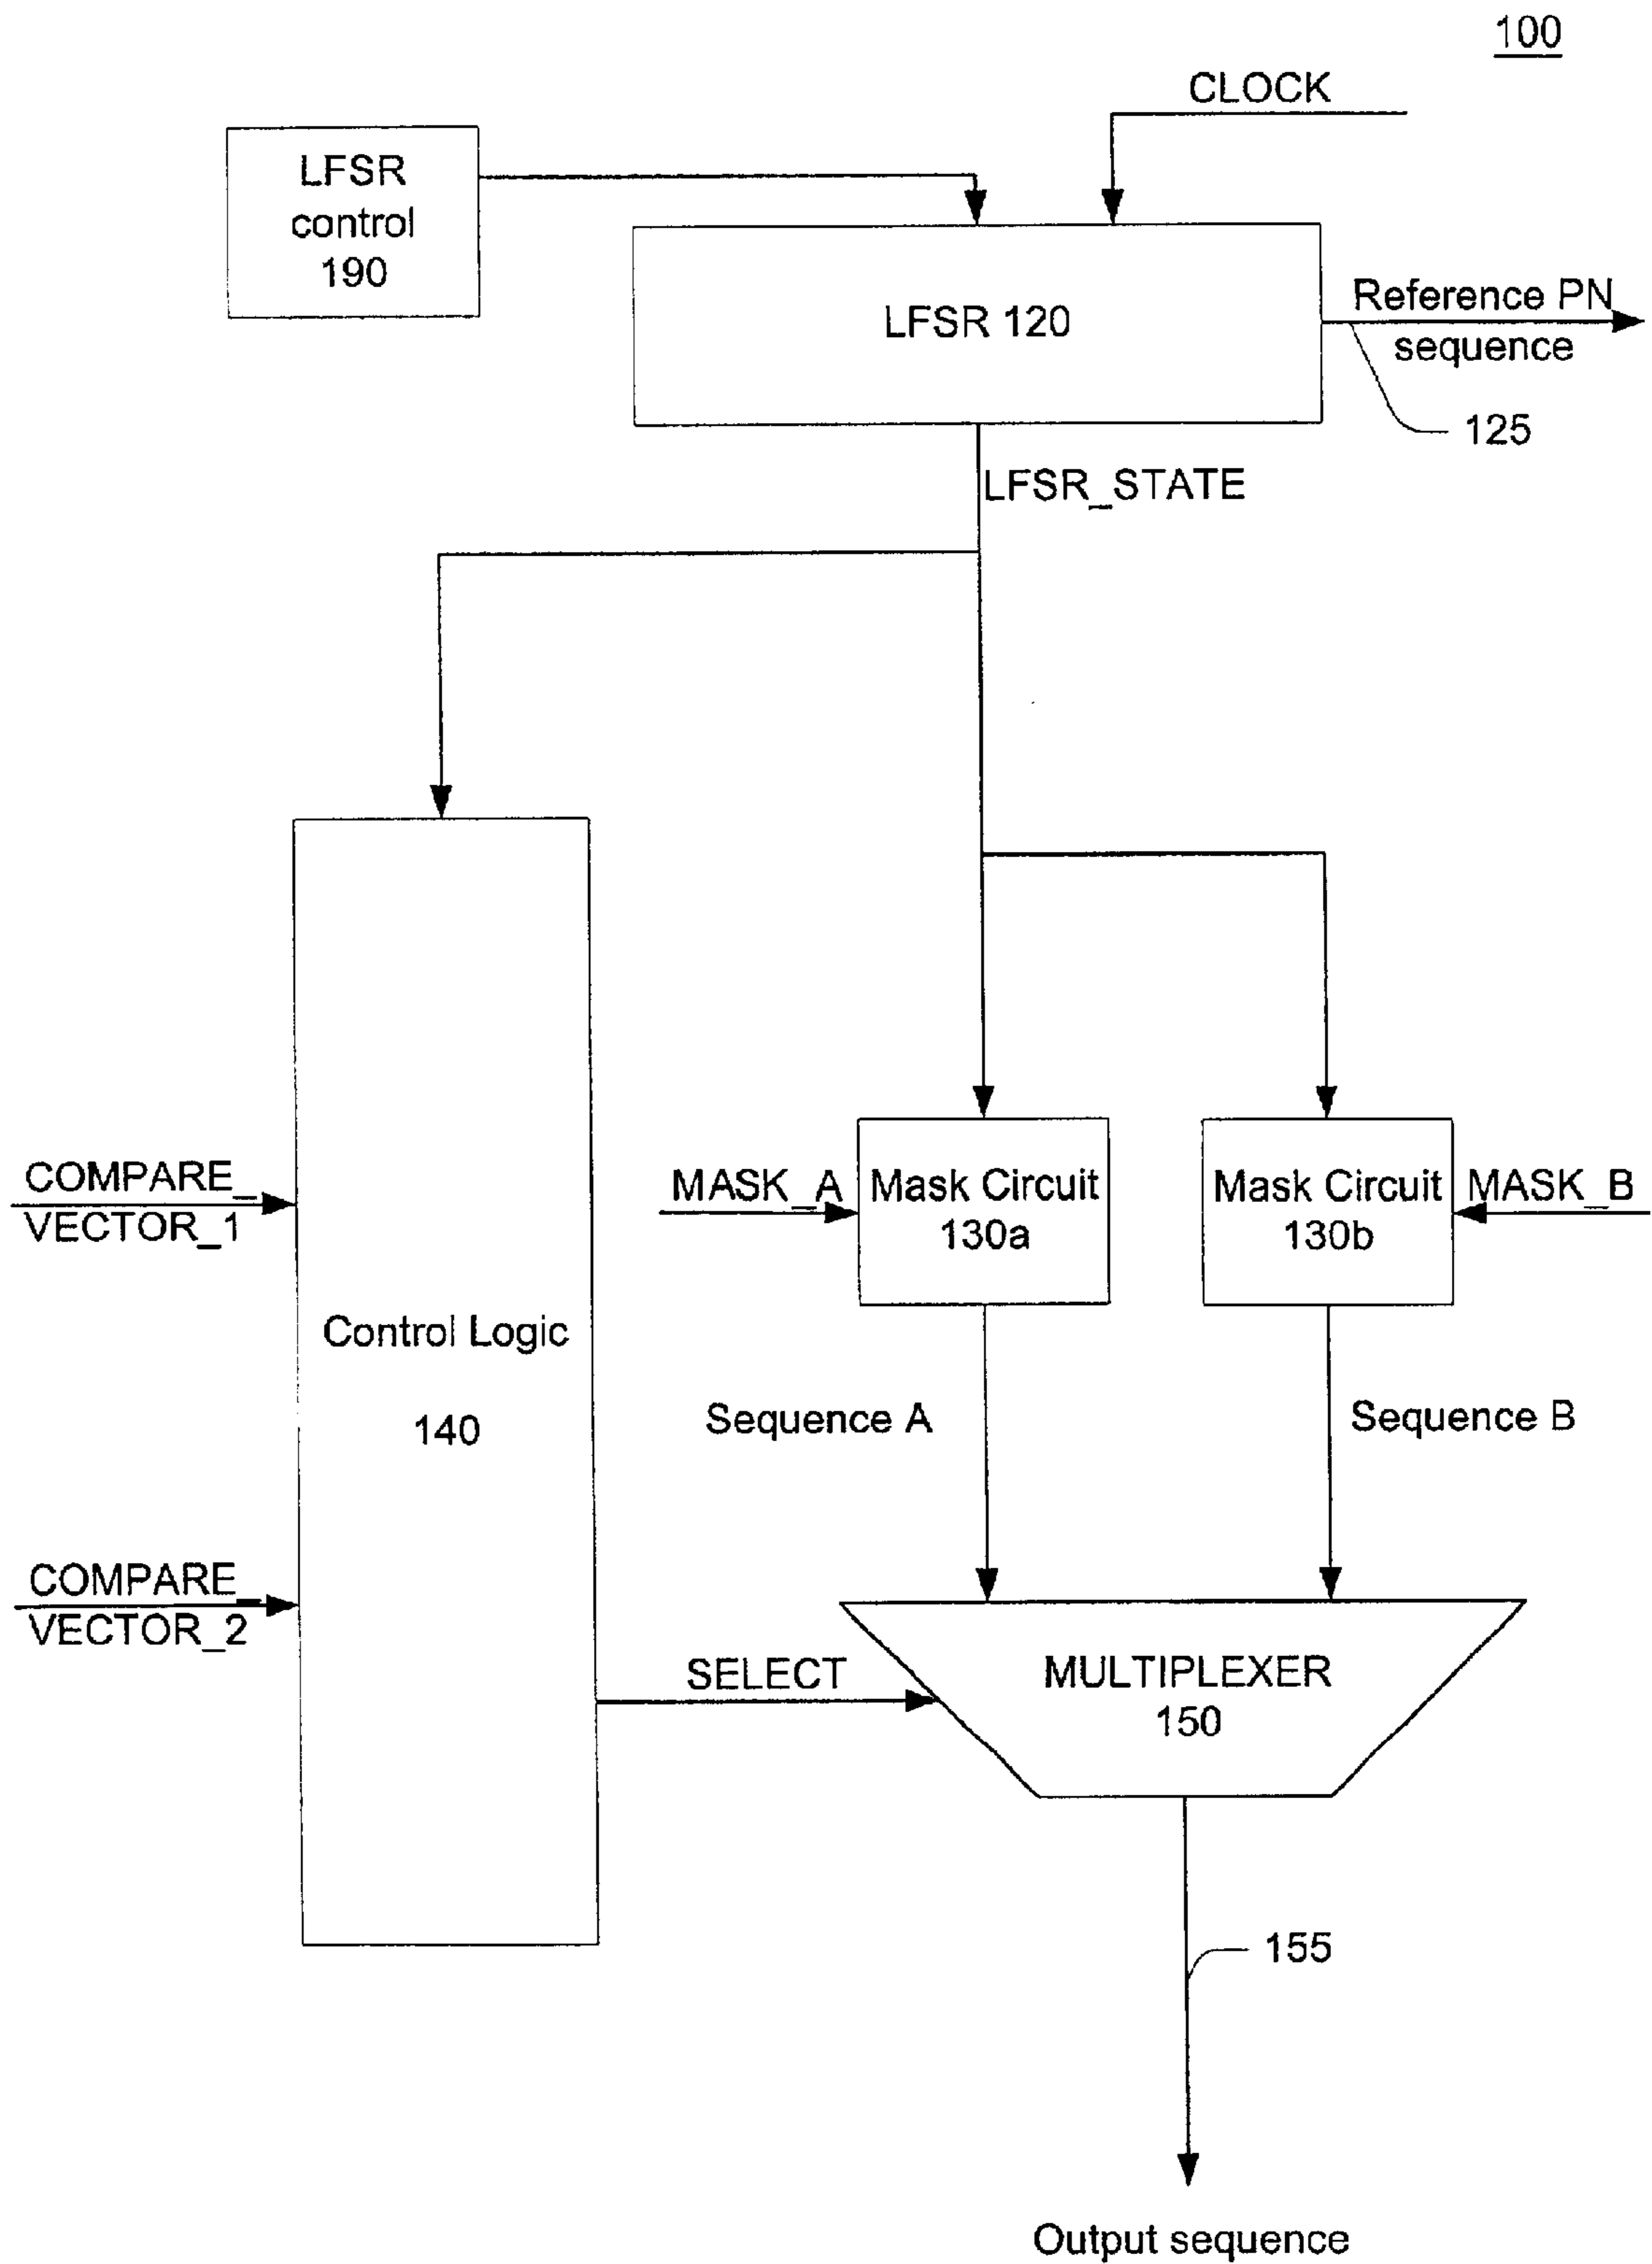 100
CLOCK
LFSR
control
190
LFSR 120
Reference PN
sequence
125
LFSR_STATE
COMPARE_
VECTOR_1
MASK_A
Mask Circuit
130a
Mask Circuit
130b
MASK_B
Control Logic
140
Sequence A
Sequence B
COMPARE_
VECTOR_2
SELECT
MULTIPLEXER
150
155
Output sequence